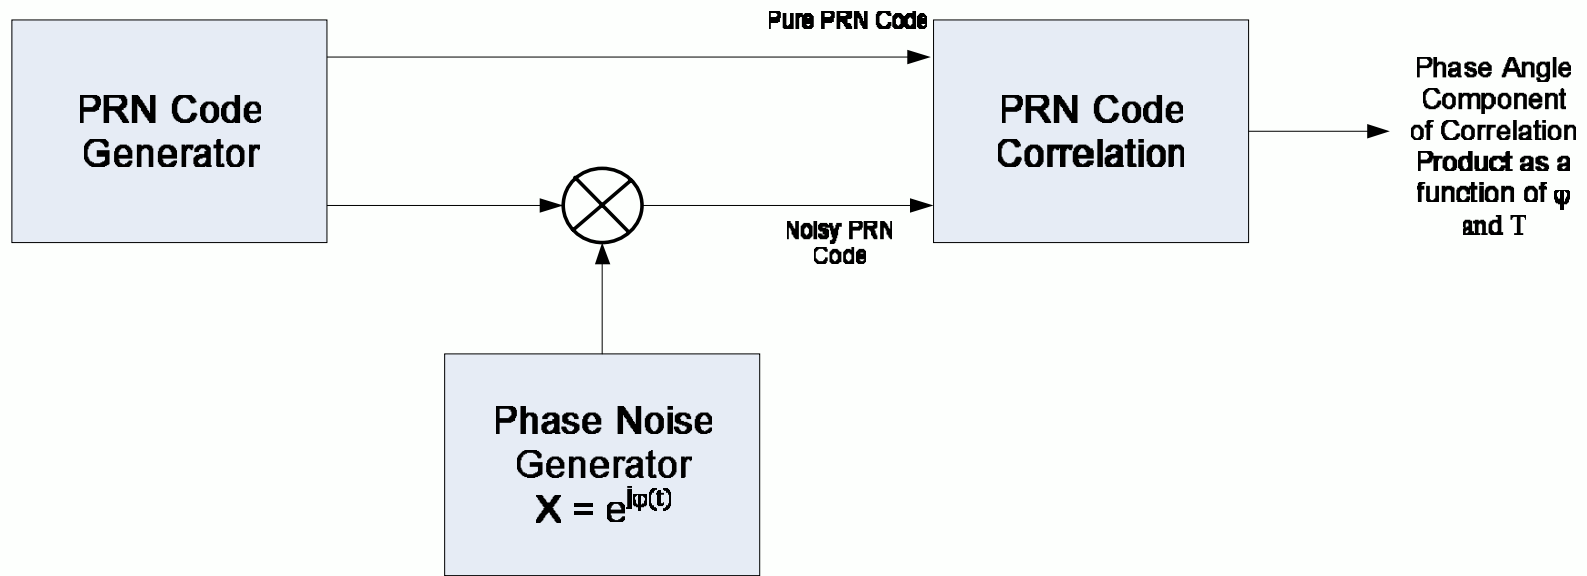 Pure PRN Code
PRN Code
Generator
PRN Code
Correlation
Phase Angle
Component
of Correlation
Product as a
function of φ
and T
Noisy PRN
Code
Phase Noise
Generator
X = e^jφ(t)